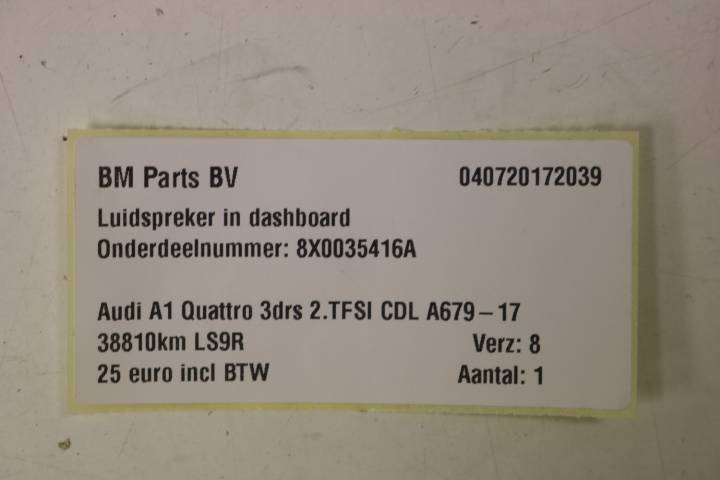 BM Parts BV 040720172039
Luidspreker in dashboard
Onderdeelnummer: 8X0035416A
Audi A1 Quattro 3drs 2.TFSI CDL A679-17
38810km LS9R Verz: 8
25 euro incl BTW Aantal: 1